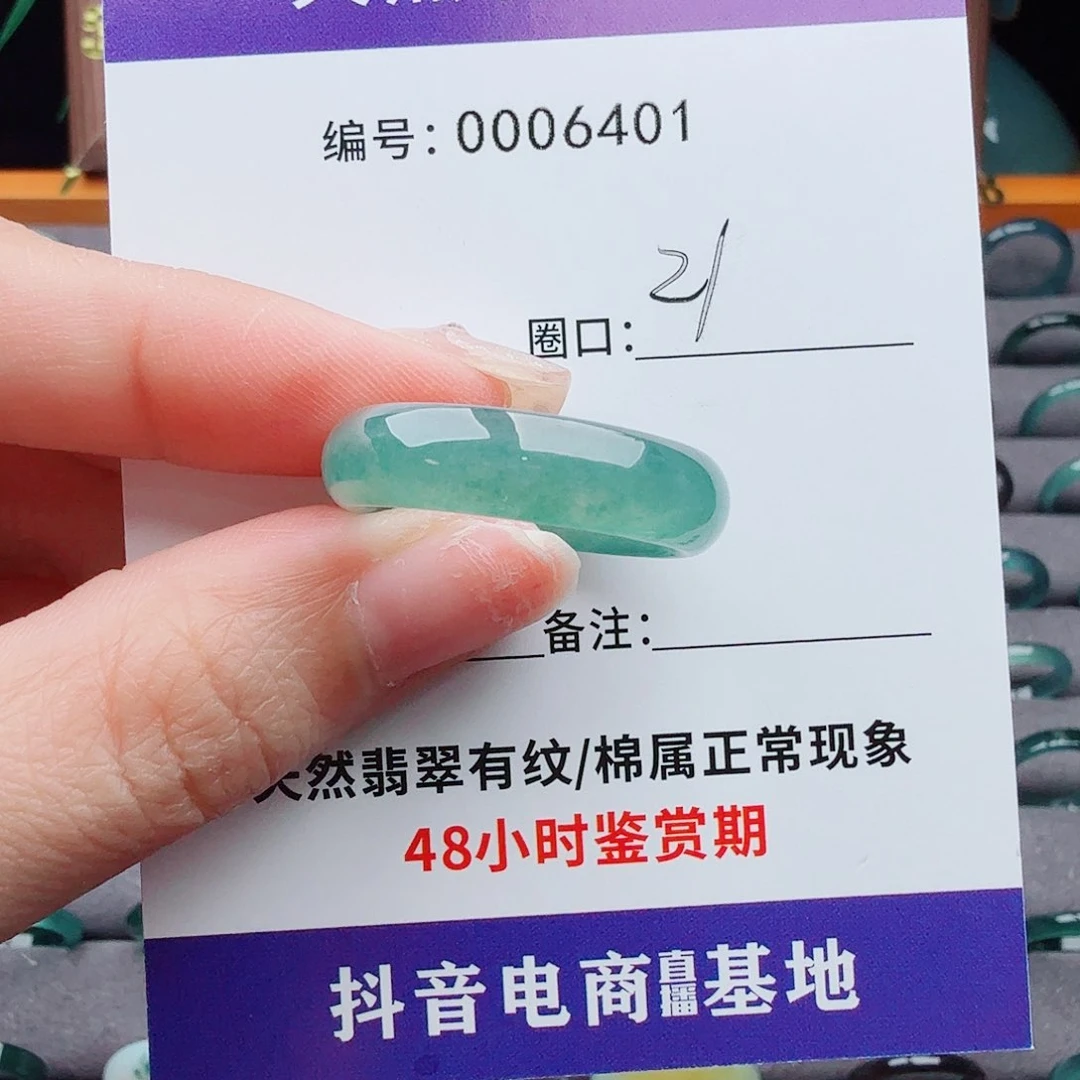 编号：0006401
圈口：21
备注：
天然翡翠有纹/棉属正常现象
48小时鉴赏期
抖音电商直播基地